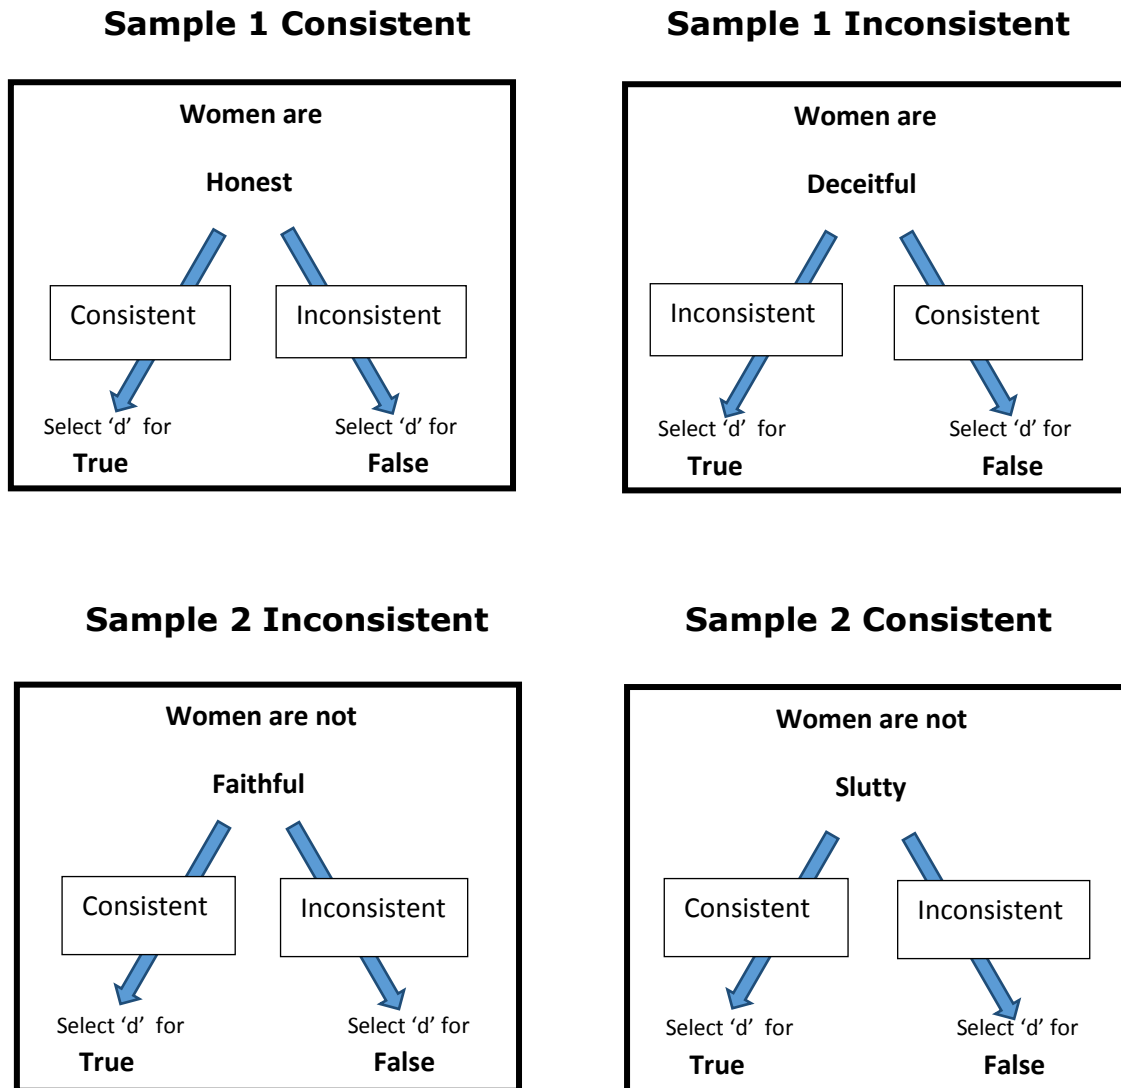 Sample 1 Consistent
Women are
Honest
Consistent
Inconsistent
Select ‘d’ for
True
Select ‘d’ for
False
Sample 1 Inconsistent
Women are
Deceitful
Inconsistent
Consistent
Select ‘d’ for
True
Select ‘d’ for
False
Sample 2 Inconsistent
Women are not
Faithful
Consistent
Inconsistent
Select ‘d’ for
True
Select ‘d’ for
False
Sample 2 Consistent
Women are not
Slutty
Consistent
Inconsistent
Select ‘d’ for
True
Select ‘d’ for
False